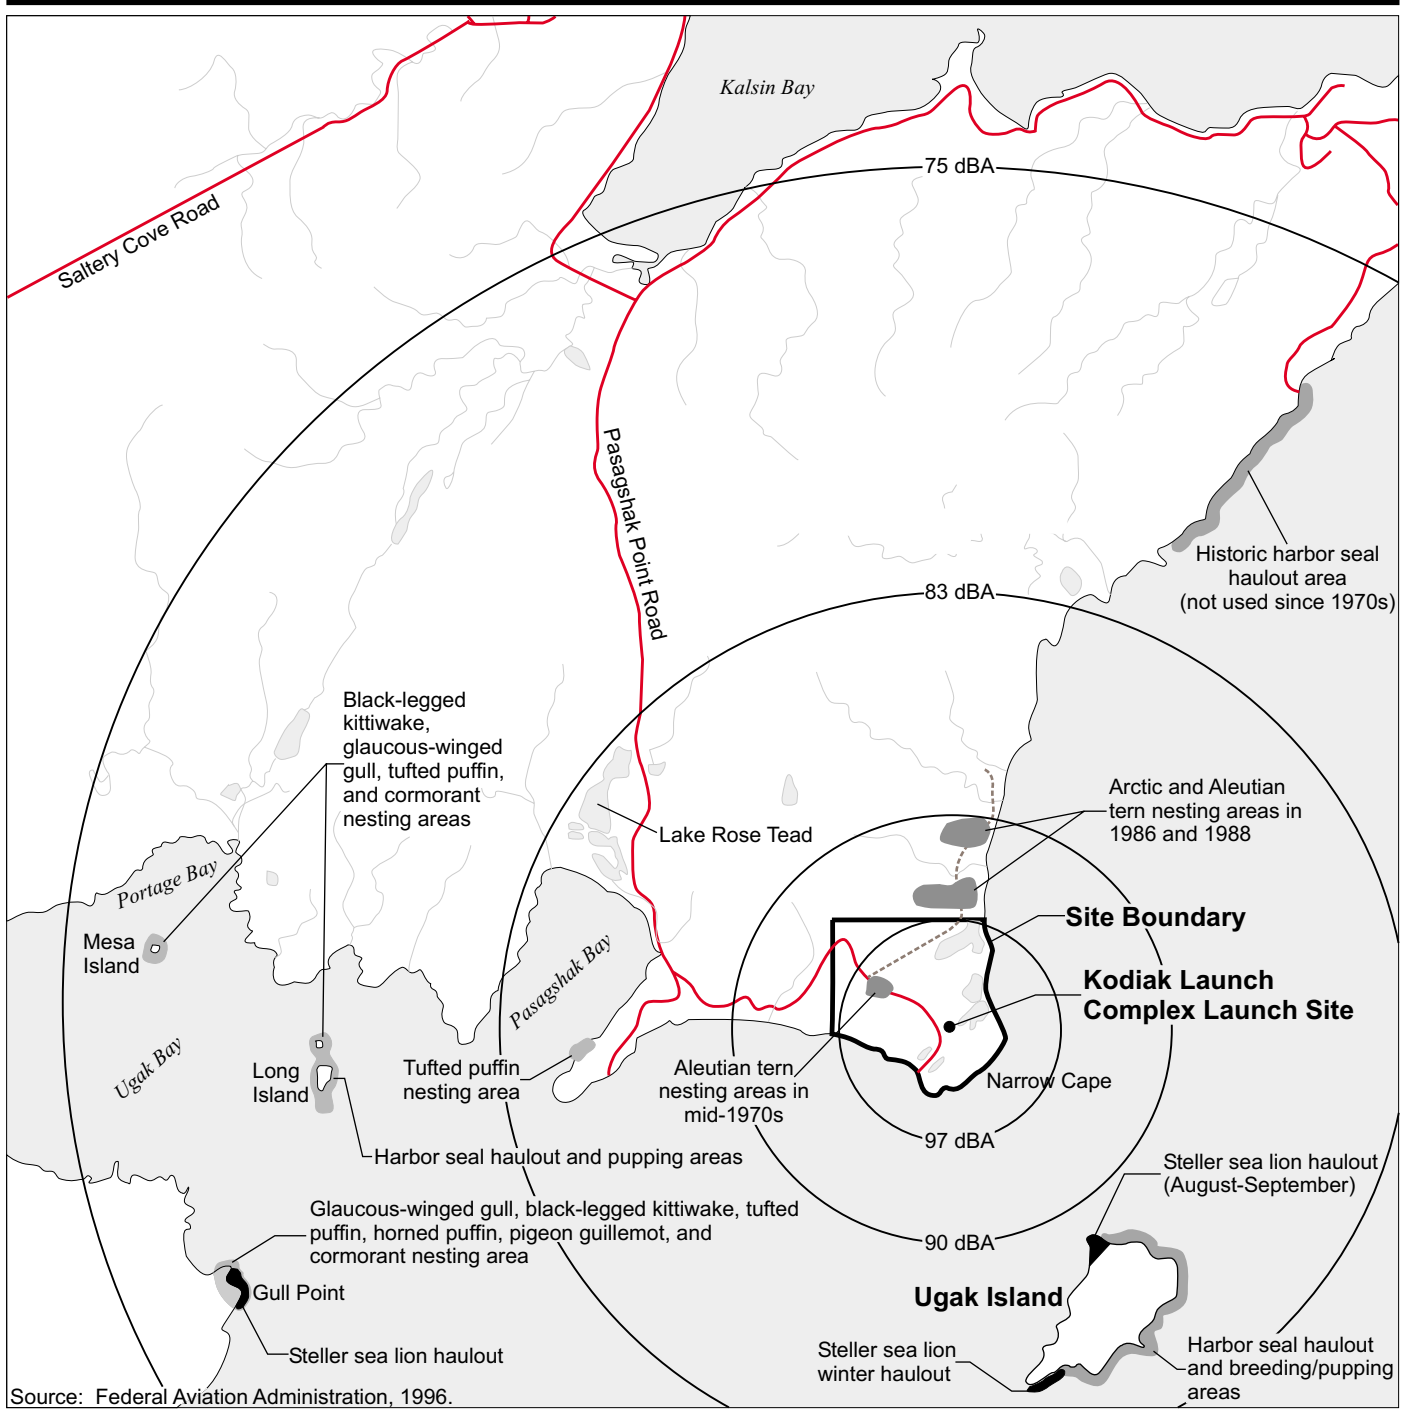 Kalsin Bay
75 dBA
Saltery Cove Road
Pasagshak Point Road
Historic harbor seal
haulout area
(not used since 1970s)
83 dBA
Black-legged
kittiwake,
glaucous-winged
gull, tufted puffin,
and cormorant
nesting areas
Arctic and Aleutian
tern nesting areas in
1986 and 1988
Lake Rose Tead
Portage Bay
Site Boundary
Mesa
Island
Pasagshak Bay
Kodiak Launch
Complex Launch Site
Ugak Bay
Long
Island
Tufted puffin
nesting area
Aleutian tern
nesting areas in
mid-1970s
Narrow Cape
97 dBA
Harbor seal haulout and pupping areas
Steller sea lion haulout
(August-September)
Glaucous-winged gull, black-legged kittiwake, tufted
puffin, horned puffin, pigeon guillemot, and
cormorant nesting area
90 dBA
Gull Point
Ugak Island
Steller sea lion haulout
Steller sea lion
winter haulout
Harbor seal haulout
and breeding/pupping
areas
Source: Federal Aviation Administration, 1996.